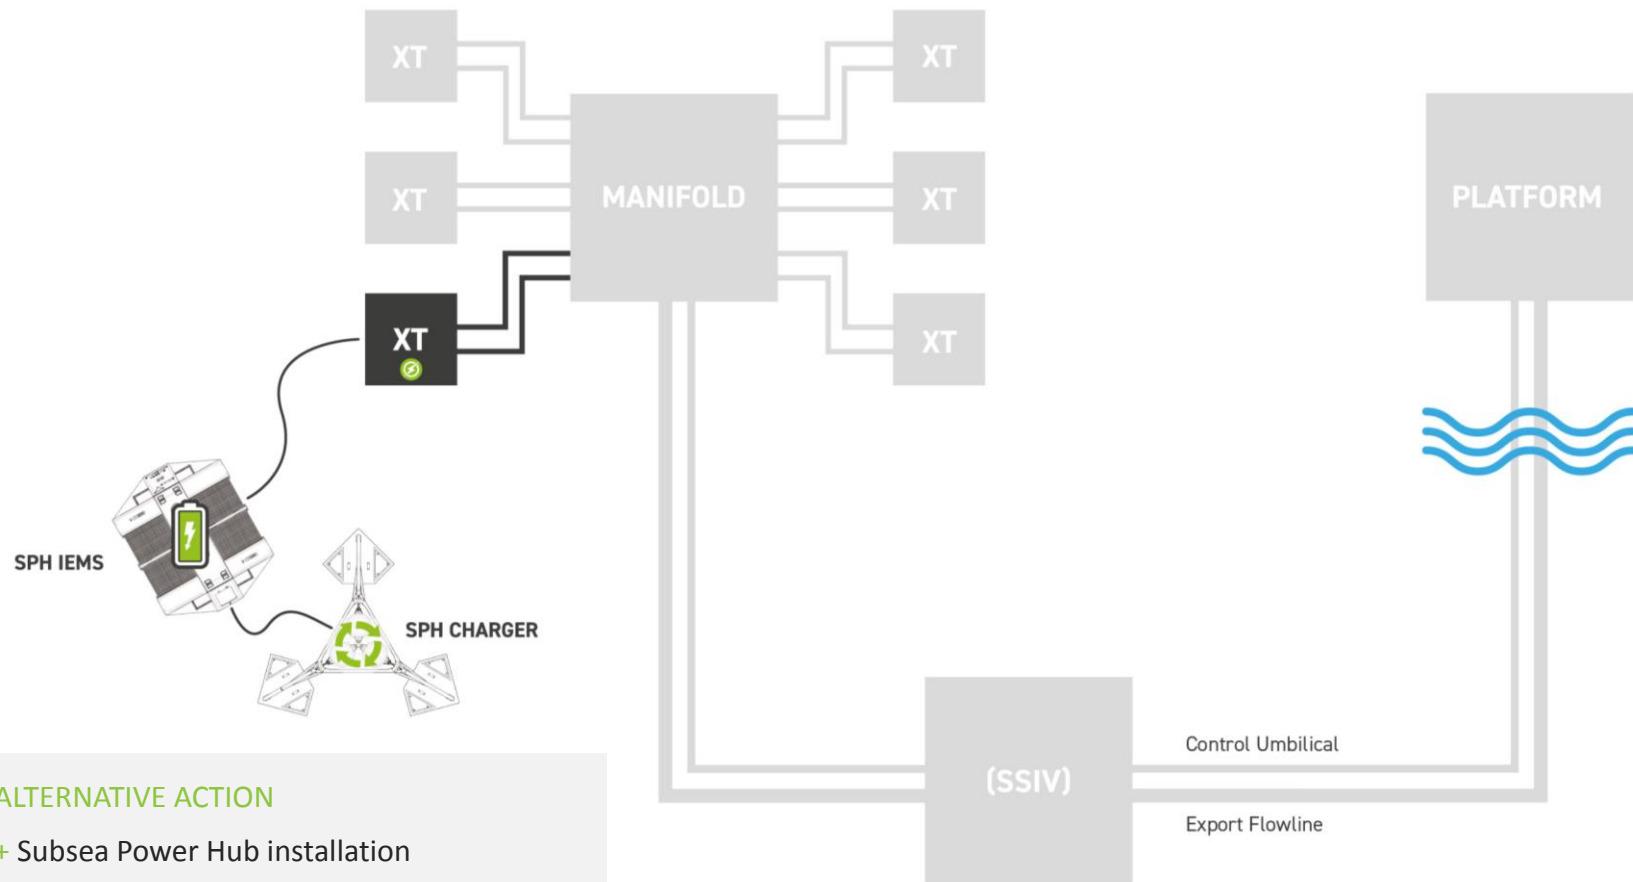 XT
XT
MANIFOLD
XT
XT
PLATFORM
XT
XT
SPH IEMS
SPH CHARGER
Control Umbilical
(SSIV)
Export Flowline
ALTERNATIVE ACTION
+ Subsea Power Hub installation